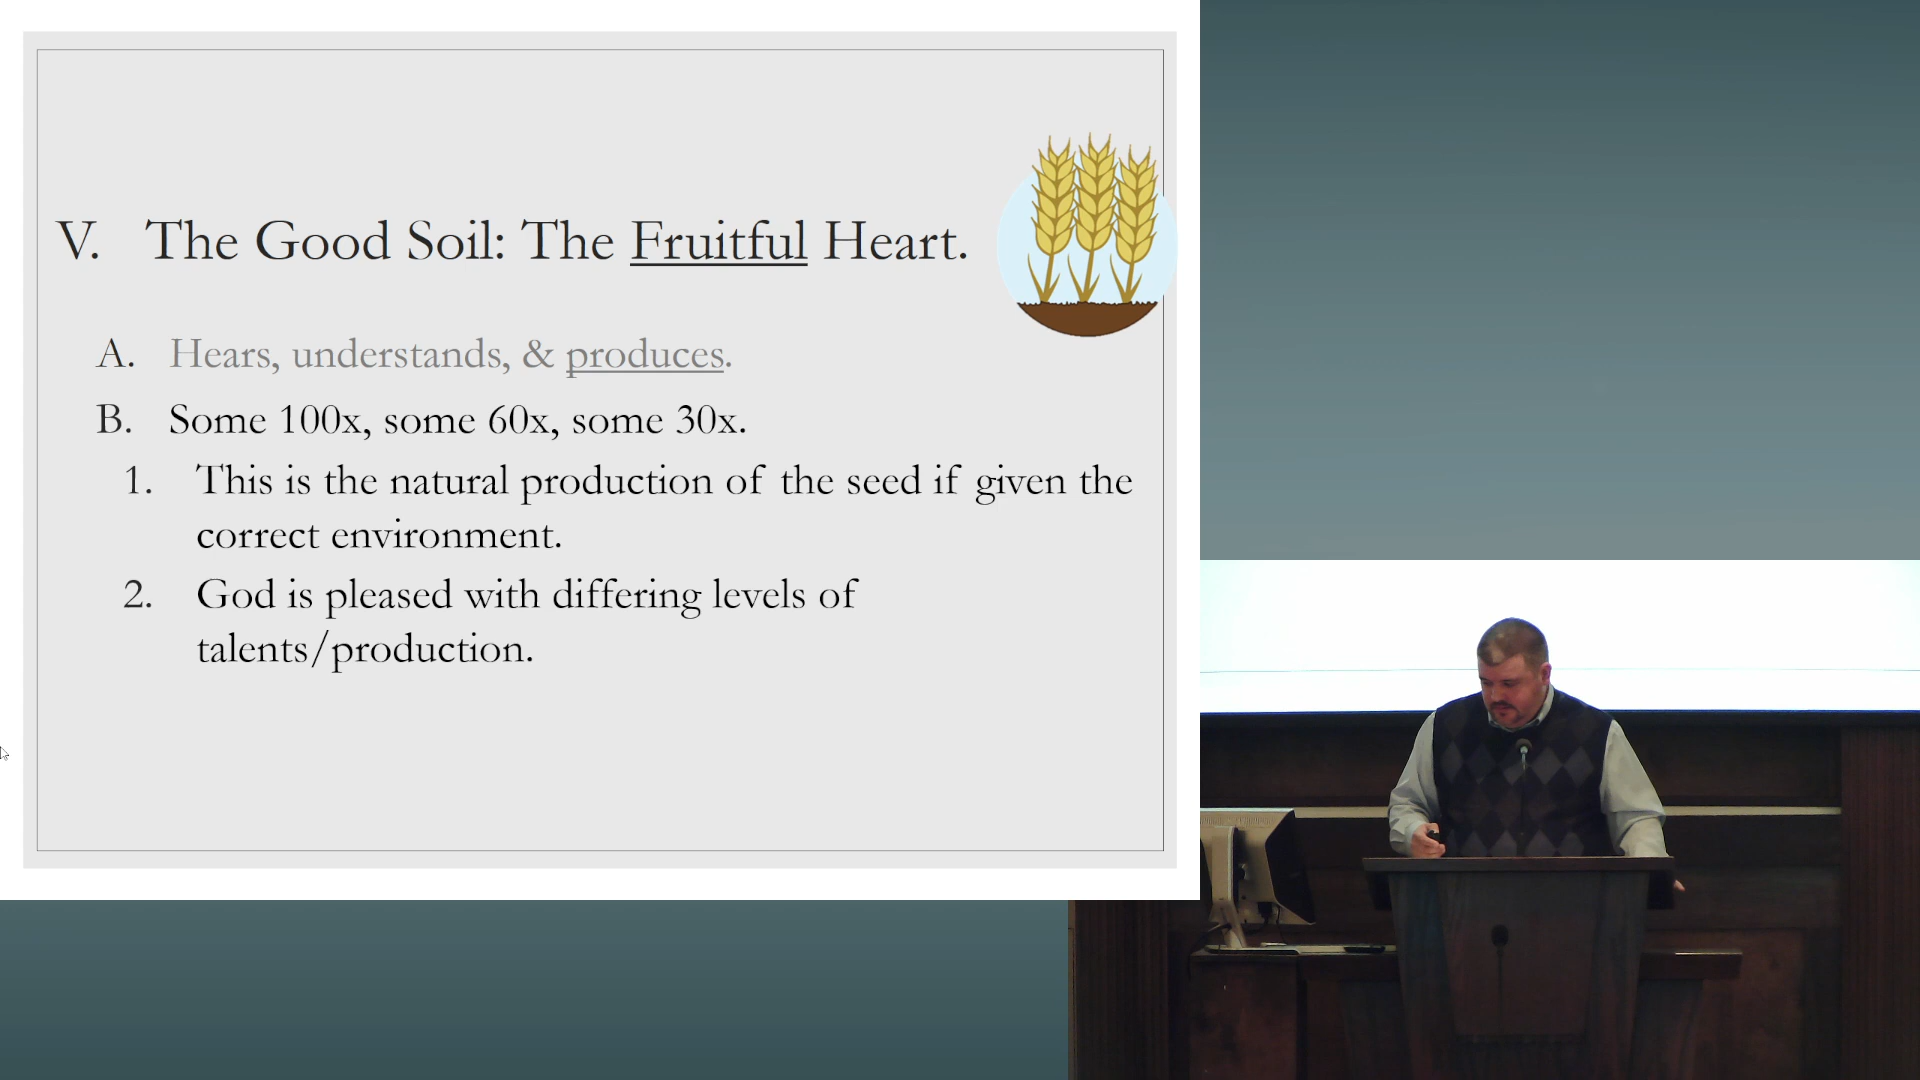 V. The Good Soil: The Fruitful Heart.
A. Hears, understands, & produces.
B. Some 100x, some 60x, some 30x.
1. This is the natural production of the seed if given the
correct environment.
2. God is pleased with differing levels of
talents/production.